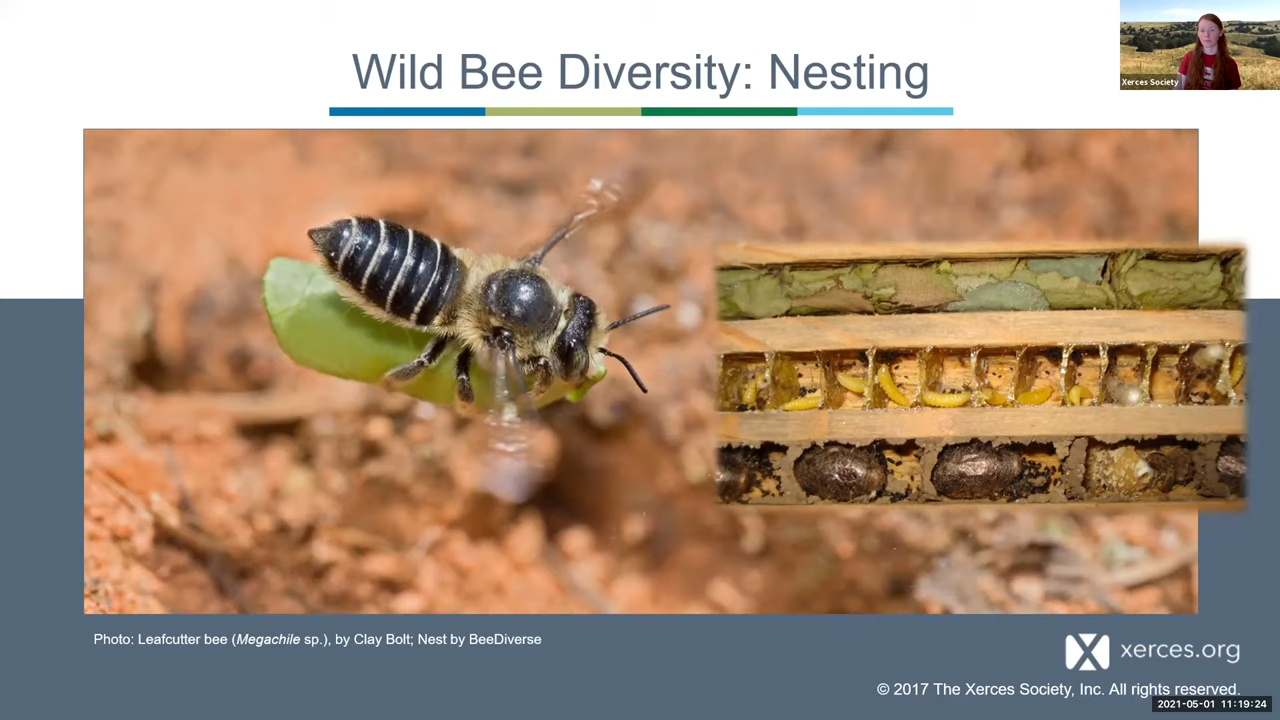 Wild Bee Diversity: Nesting
Xerces Society
Photo: Leafcutter bee (Megachile sp.), by Clay Bolt; Nest by BeeDiverse
xerces.org
© 2017 The Xerces Society, Inc. All rights reserved.
2021-05-01 11:19:24